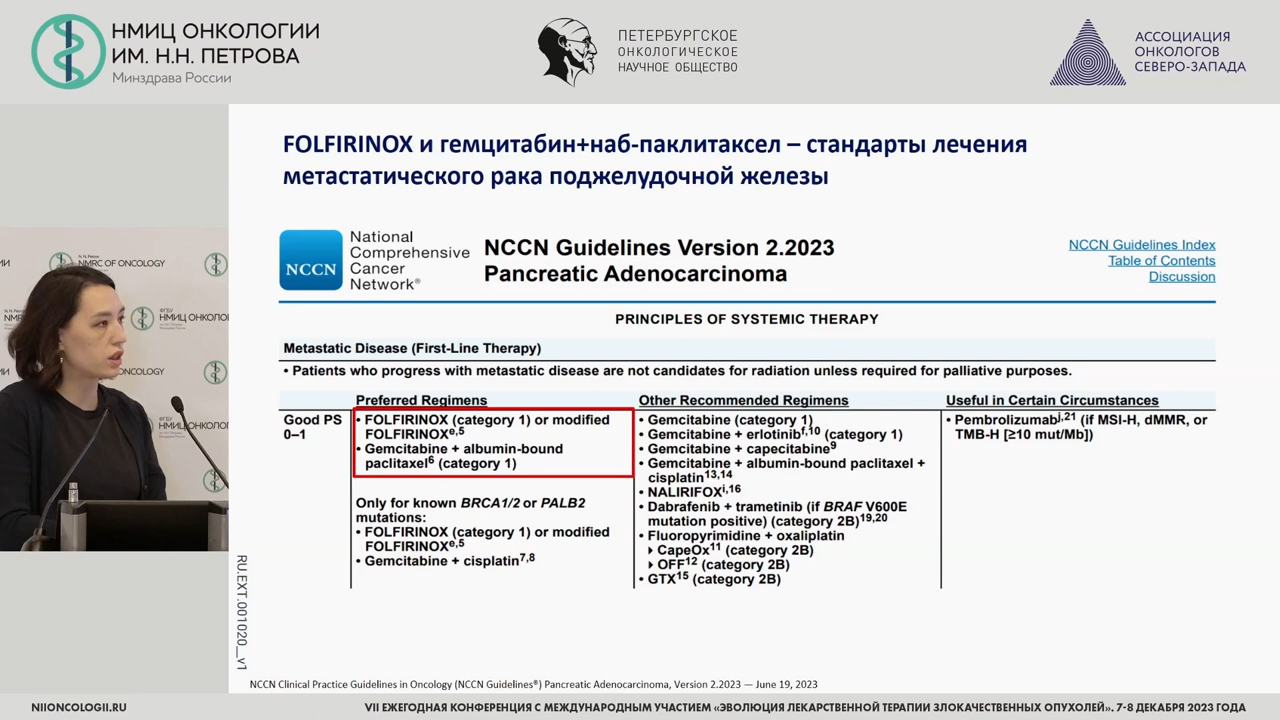 НМИЦ ОНКОЛОГИИ
ИМ. Н.Н. ПЕТРОВА
Минздрава России
ПЕТЕРБУРГСКОЕ
ОНКОЛОГИЧЕСКОЕ
НАУЧНОЕ ОБЩЕСТВО
АССОЦИАЦИЯ
ОНКОЛОГОВ
СЕВЕРО-ЗАПАДА
FOLFIRINOX и гемцитабин+наб-паклитаксел – стандарты лечения
метастатического рака поджелудочной железы
NCCN
National
Comprehensive
Cancer
Network®
NCCN Guidelines Version 2.2023
Pancreatic Adenocarcinoma
NCCN Guidelines Index
Table of Contents
Discussion
PRINCIPLES OF SYSTEMIC THERAPY
Metastatic Disease (First-Line Therapy)
• Patients who progress with metastatic disease are not candidates for radiation unless required for palliative purposes.
Preferred Regimens
Other Recommended Regimens
Useful in Certain Circumstances
Good PS
0–1
• FOLFIRINOX (category 1) or modified
FOLFIRINOXe,5
• Gemcitabine + albumin-bound
paclitaxel6 (category 1)
Only for known BRCA1/2 or PALB2
mutations:
• FOLFIRINOX (category 1) or modified
FOLFIRINOXe,5
• Gemcitabine + cisplatin7,8
• Gemcitabine (category 1)
• Gemcitabine + erlotinibf,10 (category 1)
• Gemcitabine + capecitabine9
• Gemcitabine + albumin-bound paclitaxel +
cisplatin13,14
• NALIRIFOXi,16
• Dabrafenib + trametinib (if BRAF V600E
mutation positive) (category 2B)19,20
• Fluoropyrimidine + oxaliplatin
▸ CapeOx11 (category 2B)
▸ OFF12 (category 2B)
• GTX15 (category 2B)
• Pembrolizumabj,21 (if MSI-H, dMMR, or
TMB-H [≥10 mut/Mb])
NMRC OF ONCOLOGY
ФГБУ
НМИЦ ОНКОЛО
ONCOLOGY
НМИЦ ОНКОЛО
RU.EXT.001020_v1
NCCN Clinical Practice Guidelines in Oncology (NCCN Guidelines®) Pancreatic Adenocarcinoma, Version 2.2023 — June 19, 2023
NIIONCOLOGII.RU
VII ЕЖЕГОДНАЯ КОНФЕРЕНЦИЯ С МЕЖДУНАРОДНЫМ УЧАСТИЕМ «ЭВОЛЮЦИЯ ЛЕКАРСТВЕННОЙ ТЕРАПИИ ЗЛОКАЧЕСТВЕННЫХ ОПУХОЛЕЙ». 7-8 ДЕКАБРЯ 2023 ГОДА